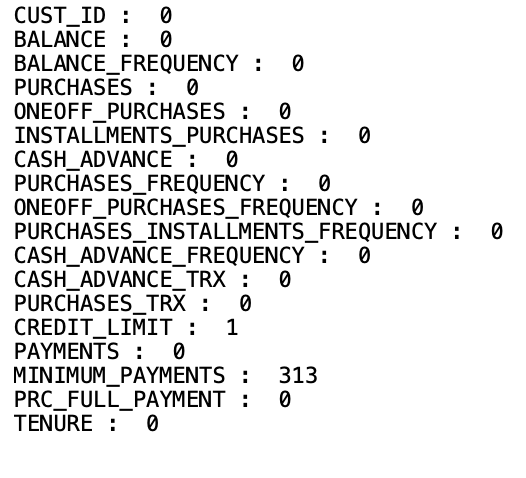 CUST_ID :  0
BALANCE :  0
BALANCE_FREQUENCY :  0
PURCHASES :  0
ONEOFF_PURCHASES :  0
INSTALLMENTS_PURCHASES :  0
CASH_ADVANCE :  0
PURCHASES_FREQUENCY :  0
ONEOFF_PURCHASES_FREQUENCY :  0
PURCHASES_INSTALLMENTS_FREQUENCY :  0
CASH_ADVANCE_FREQUENCY :  0
CASH_ADVANCE_TRX :  0
PURCHASES_TRX :  0
CREDIT_LIMIT :  1
PAYMENTS :  0
MINIMUM_PAYMENTS :  313
PRC_FULL_PAYMENT :  0
TENURE :  0